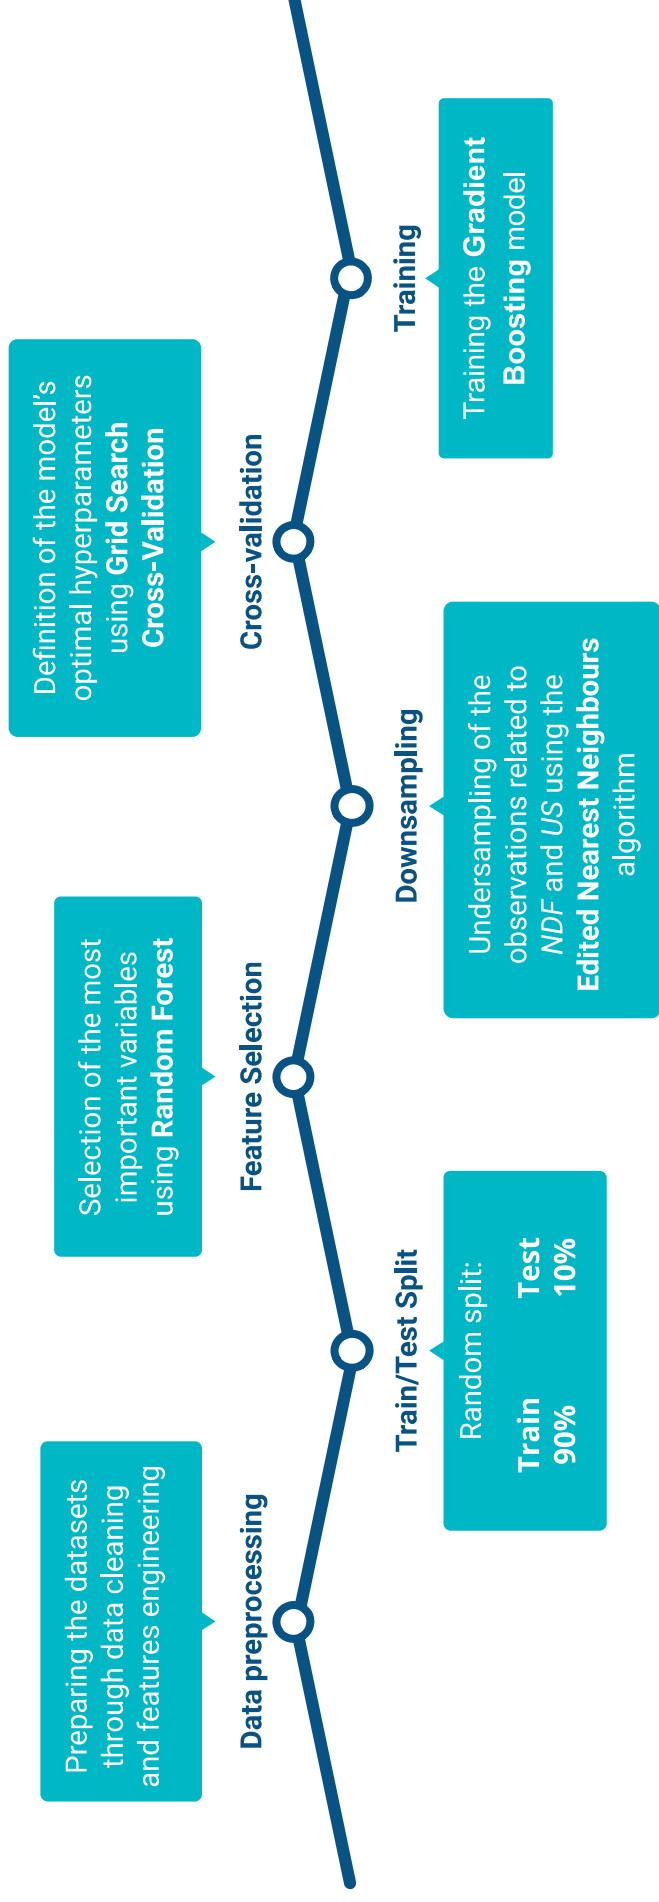 Preparing the datasets
through data cleaning
and features engineering
Data preprocessing
Train/Test Split
Random split:
Train
90%
Test
10%
Selection of the most
important variables
using Random Forest
Feature Selection
Downsampling
Undersampling of the
observations related to
NDF and US using the
Edited Nearest Neighbours
algorithm
Definition of the model’s
optimal hyperparameters
using Grid Search
Cross-Validation
Cross-validation
Training
Training the Gradient
Boosting model